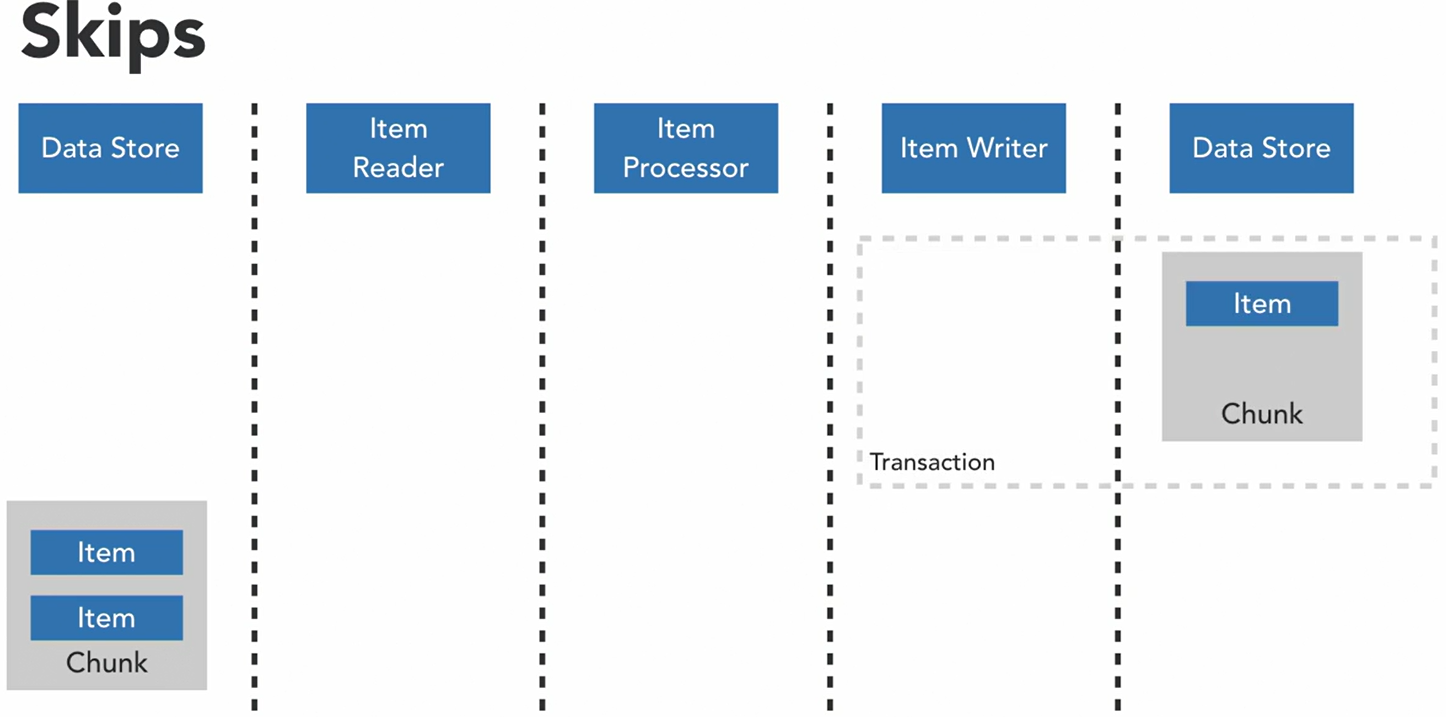 Skips
Data Store
Item
Reader
Item
Processor
Item Writer
Data Store
Item
Chunk
Transaction
Item
Item
Chunk